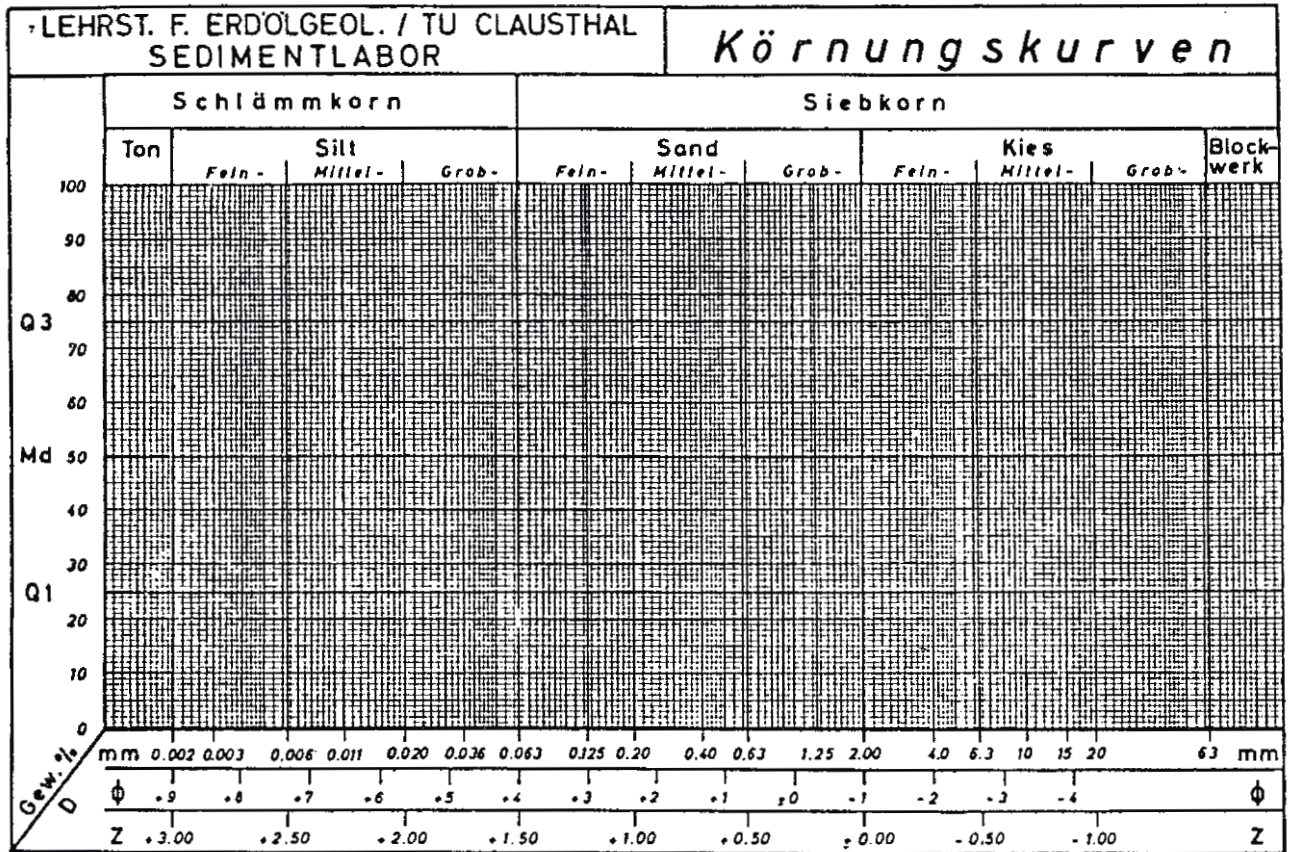 LEHRST. F. ERDÖLGEOL. / TU CLAUSTHAL
SEDIMENTLABOR
Körnungskurven
Schlämmkorn Siebkorn
Ton Silt Sand Kies Block-
werk
Fein- Mittel- Grob- Fein- Mittel- Grob- Fein- Mittel- Grob-
100
90
80
Q3
70
60
Md 50
40
30
Q1
20
10
0
mm 0.002 0.003 0.006 0.011 0.020 0.036 0.063 0.125 0.20 0.40 0.63 1.25 2.00 4.0 6.3 10 15 20 63 mm
Gew. %
D
ϕ +9 +8 +7 +6 +5 +4 +3 +2 +1 ±0 -1 -2 -3 -4 ϕ
Z +3.00 +2.50 +2.00 +1.50 +1.00 +0.50 ±0.00 -0.50 -1.00 Z